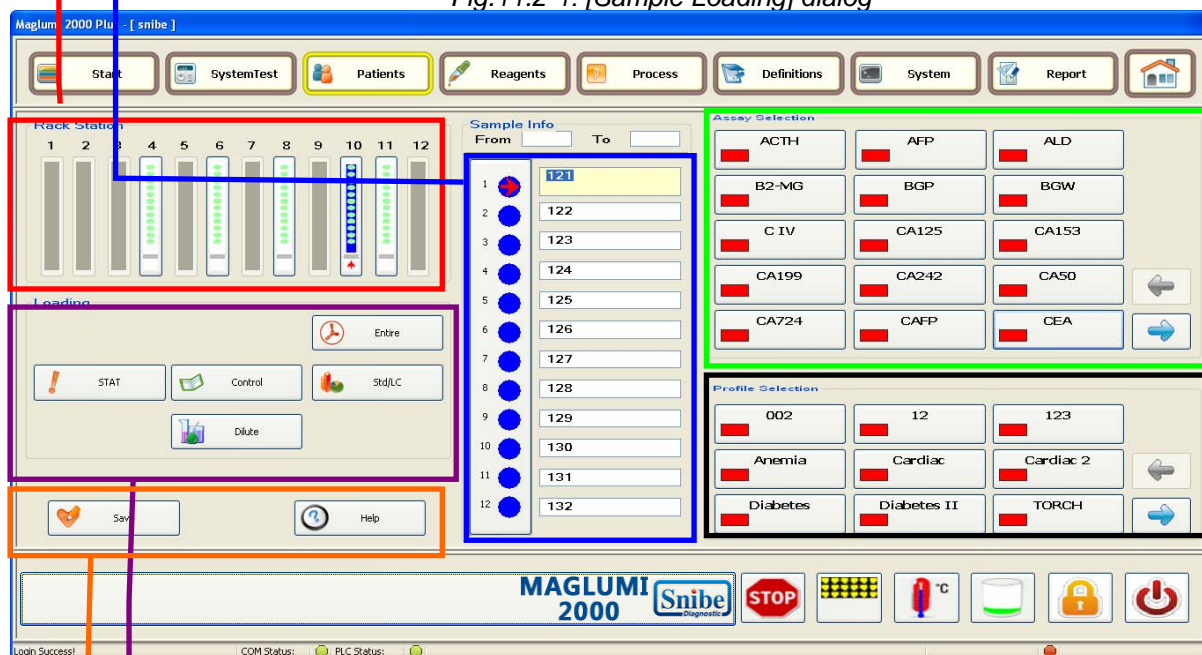 Fig.11.2-1: [Sample Loading] dialog
Maglumi 2000 Plus - [ snibe ]
Start SystemTest Patients Reagents Process Definitions System Report
Rack Station
1 2 3 4 5 6 7 8 9 10 11 12
Sample Info
From To
1 121
2 122
3 123
4 124
5 125
6 126
7 127
8 128
9 129
10 130
11 131
12 132
Assay Selection
ACTH AFP ALD
B2-MG BGP BGW
C IV CA125 CA153
CA199 CA242 CA50
CA724 CAFP CEA
Loading
Entire
STAT Control Std/LC
Dilute
Save Help
Profile Selection
002 12 123
Anemia Cardiac Cardiac 2
Diabetes Diabetes II TORCH
MAGLUMI
2000
Snibe
Diagnostic
STOP
°C
Login Success! COM Status: PLC Status: